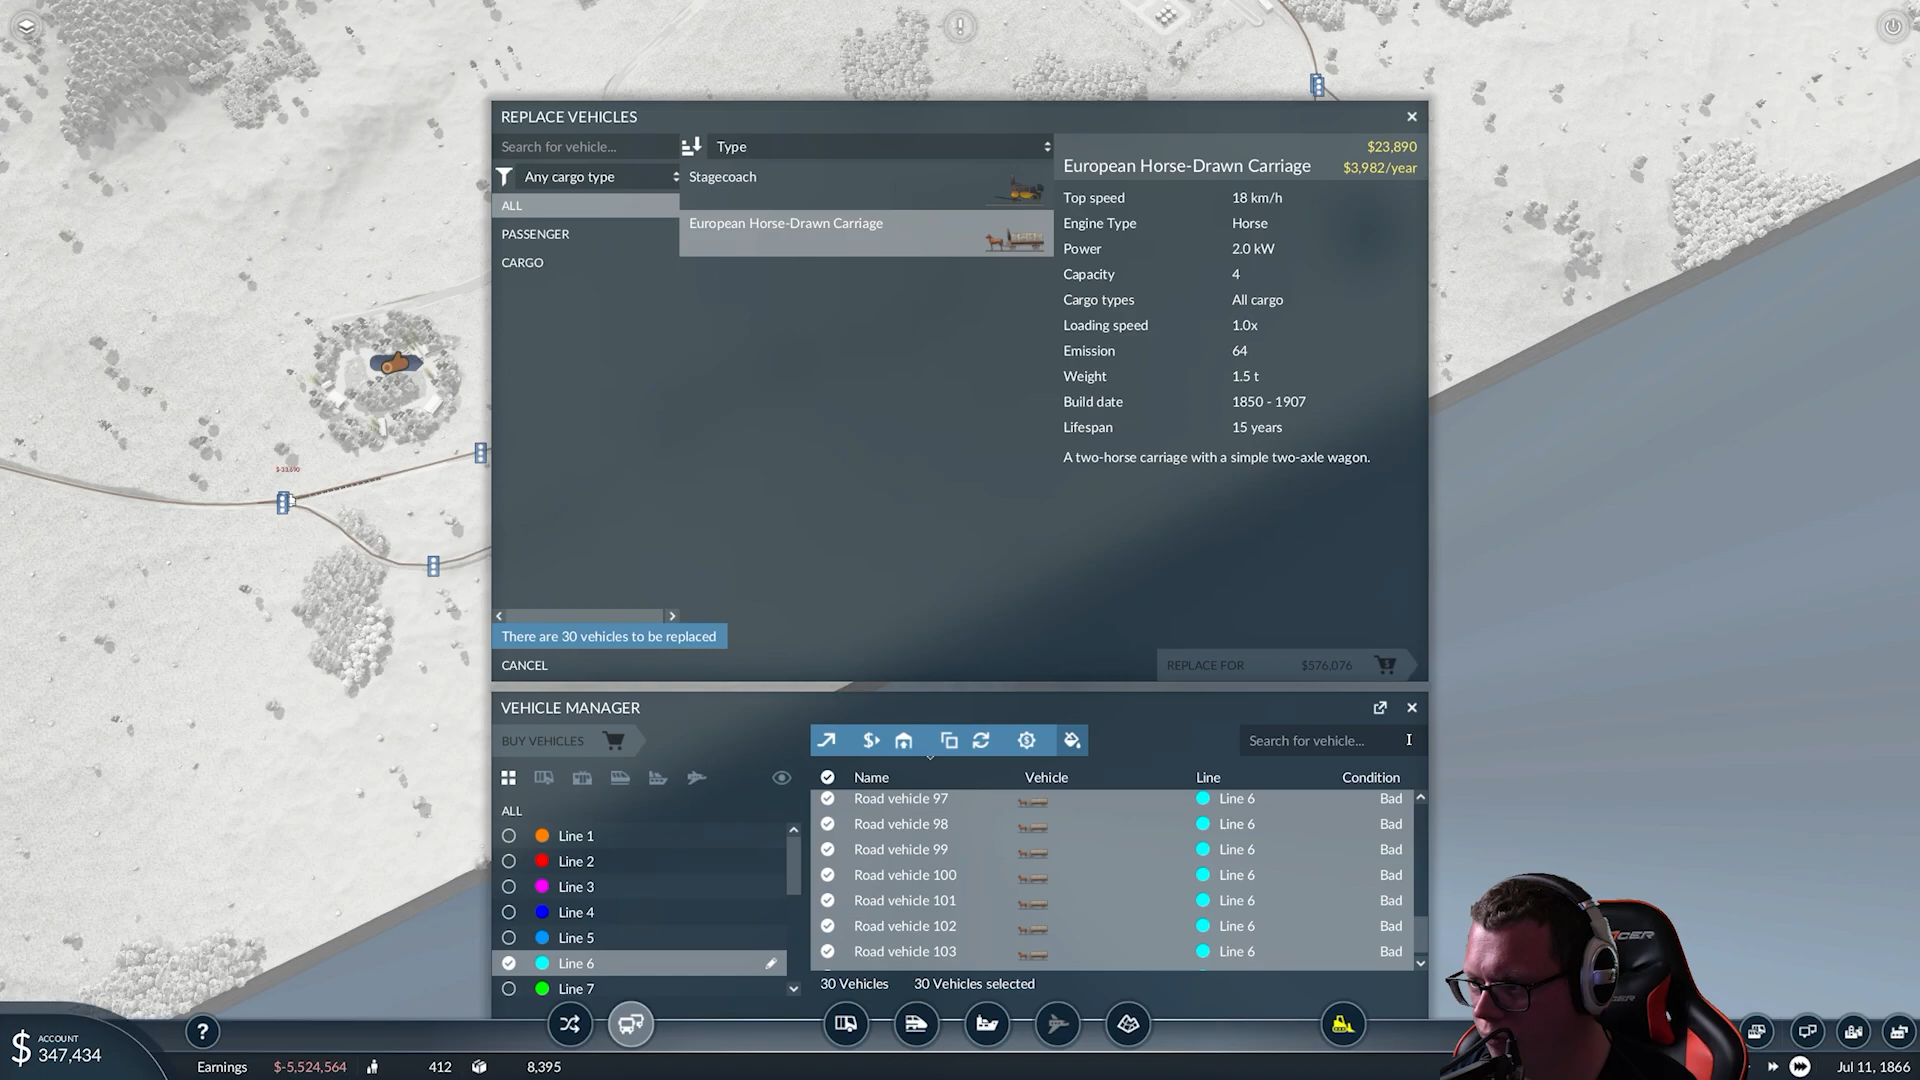 REPLACE VEHICLES
Search for vehicle...
Type
$23,890
European Horse-Drawn Carriage
$3,982/year
Any cargo type
Stagecoach
ALL
Top speed 18 km/h
European Horse-Drawn Carriage
Engine Type Horse
PASSENGER
Power 2.0 kW
CARGO
Capacity 4
Cargo types All cargo
Loading speed 1.0x
Emission 64
Weight 1.5 t
Build date 1850 - 1907
Lifespan 15 years
A two-horse carriage with a simple two-axle wagon.
There are 30 vehicles to be replaced
CANCEL
REPLACE FOR $576,076
VEHICLE MANAGER
BUY VEHICLES
Search for vehicle...
Name Vehicle Line Condition
ALL
Road vehicle 97 Line 6 Bad
Road vehicle 98 Line 6 Bad
Road vehicle 99 Line 6 Bad
Road vehicle 100 Line 6 Bad
Road vehicle 101 Line 6 Bad
Road vehicle 102 Line 6 Bad
Road vehicle 103 Line 6 Bad
Line 1
Line 2
Line 3
Line 4
Line 5
Line 6
Line 7
30 Vehicles 30 Vehicles selected
ACCOUNT
$ 347,434
Earnings $-5,524,564 412 8,395
Jul 11, 1866